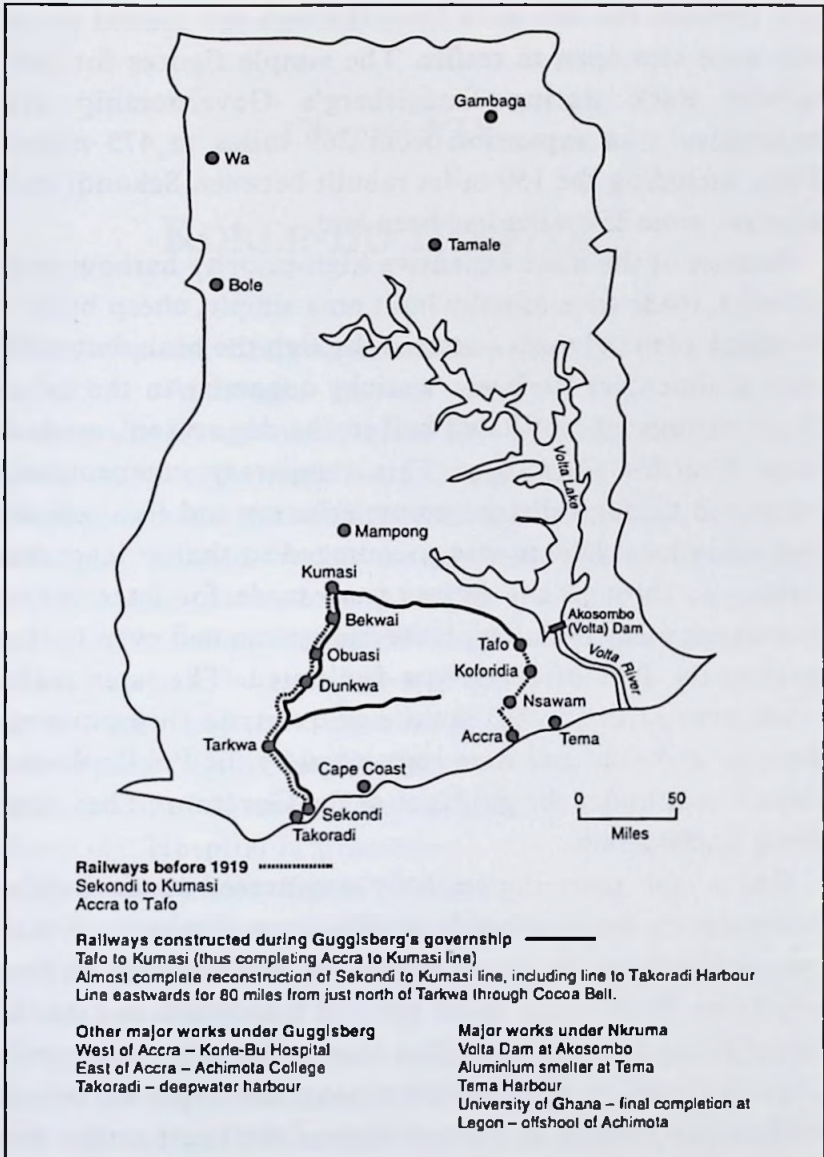 Gambaga
Wa
Tamale
Bole
Volta Lake
Mampong
Kumasi
Bekwai
Akosombo
(Volta) Dam
Obuasi
Tafo
Volta River
Koforidia
Dunkwa
Nsawam
Tarkwa
Accra
Tema
Cape Coast
Sekondi
Takoradi
0 50
Miles
Railways before 1919
Sekondi to Kumasi
Accra to Tafo
Railways constructed during Guggisberg's governship
Tafo to Kumasi (thus completing Accra to Kumasi line)
Almost complete reconstruction of Sekondi to Kumasi line, including line to Takoradi Harbour
Line eastwards for 80 miles from just north of Tarkwa through Cocoa Belt.
Other major works under Guggisberg
West of Accra – Korle-Bu Hospital
East of Accra – Achimota College
Takoradi – deepwater harbour
Major works under Nkruma
Volta Dam at Akosombo
Aluminium smelter at Tema
Tema Harbour
University of Ghana – final completion at
Legon – offshoot of Achimota